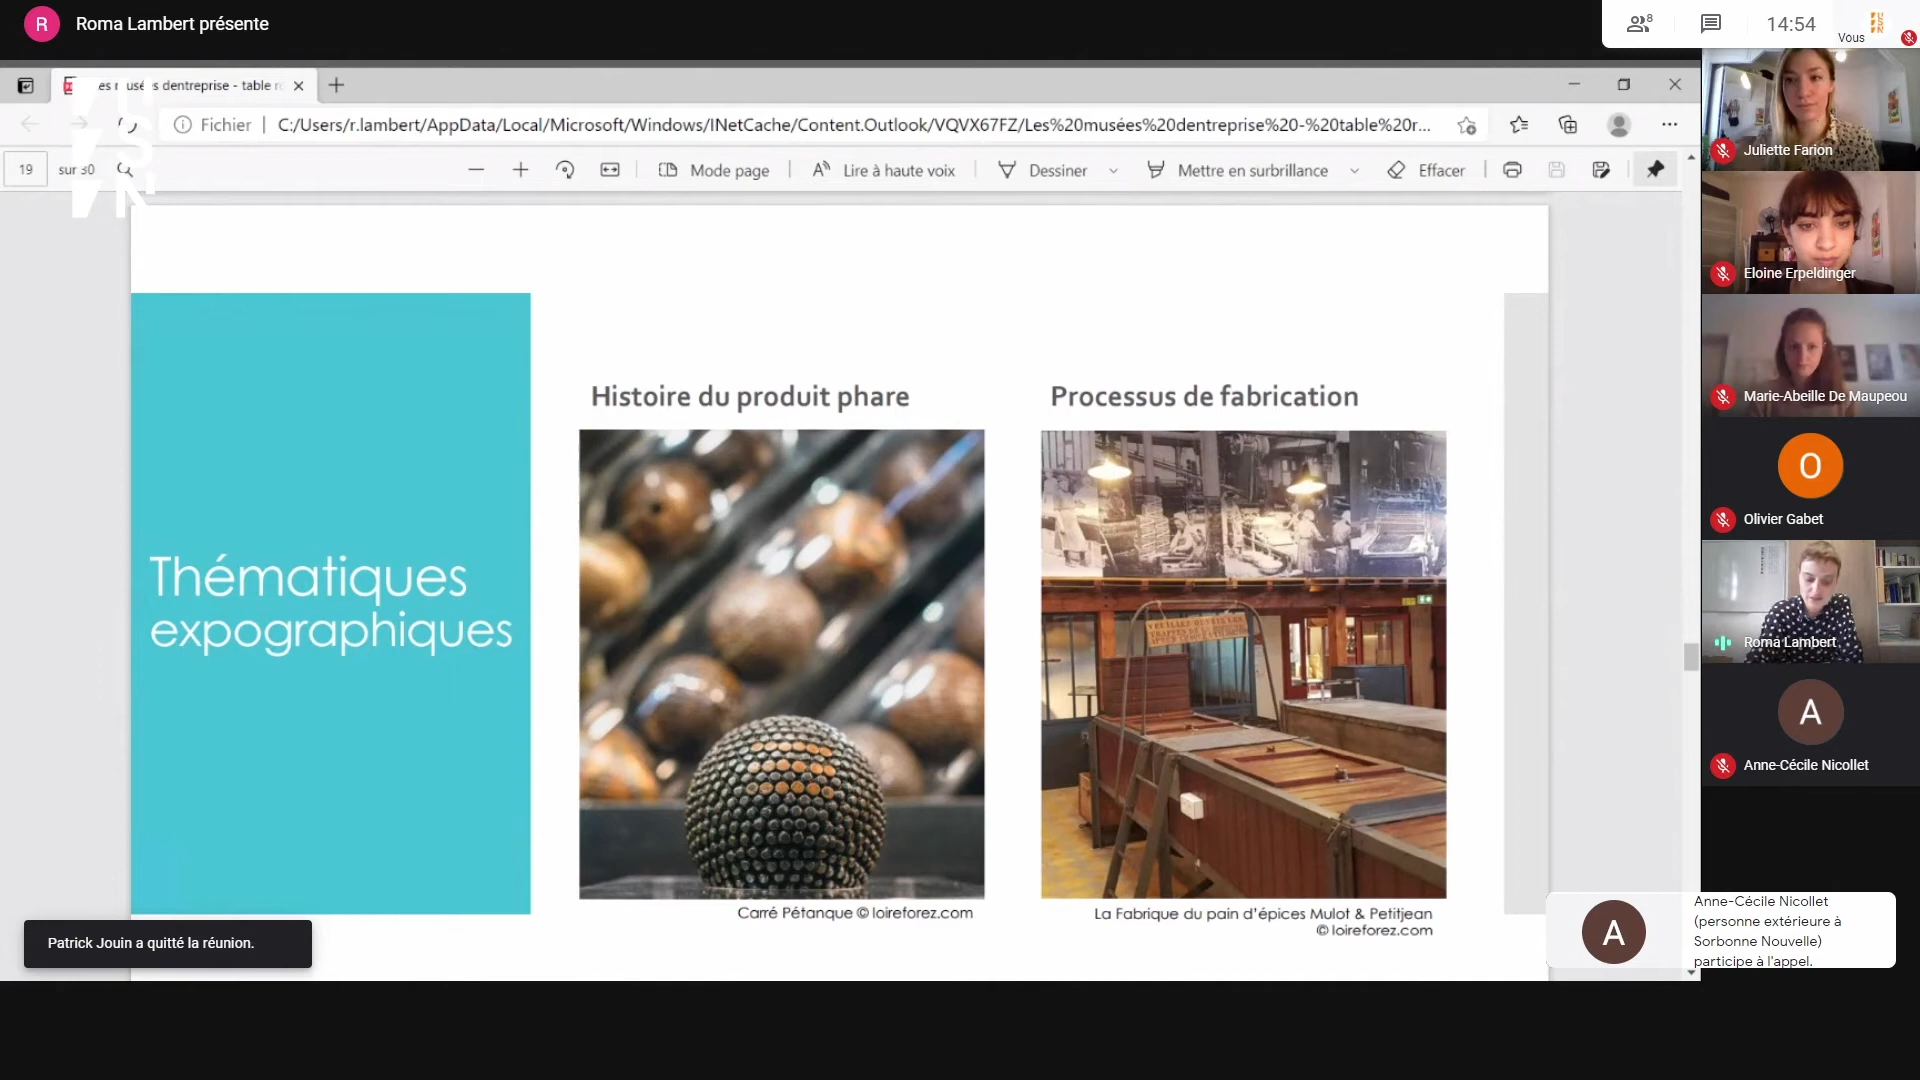 R
Roma Lambert présente
8
14:54
Vous
es musées dentreprise - table r
Fichier
C:/Users/r.lambert/AppData/Local/Microsoft/Windows/INetCache/Content.Outlook/VQVX67FZ/Les%20musées%20dentreprise%20-%20table%20r...
19
sur 30
Mode page
Lire à haute voix
Dessiner
Mettre en surbrillance
Effacer
USN
Thématiques
expographiques
Histoire du produit phare
Processus de fabrication
Carré Pétanque © loireforez.com
La Fabrique du pain d'épices Mulot & Petitjean
© loireforez.com
Patrick Jouin a quitté la réunion.
Juliette Farion
Eloine Erpeldinger
Marie-Abeille De Maupeou
O
Olivier Gabet
Roma Lambert
A
Anne-Cécile Nicollet
A
Anne-Cécile Nicollet
(personne extérieure à
Sorbonne Nouvelle)
participe à l'appel.